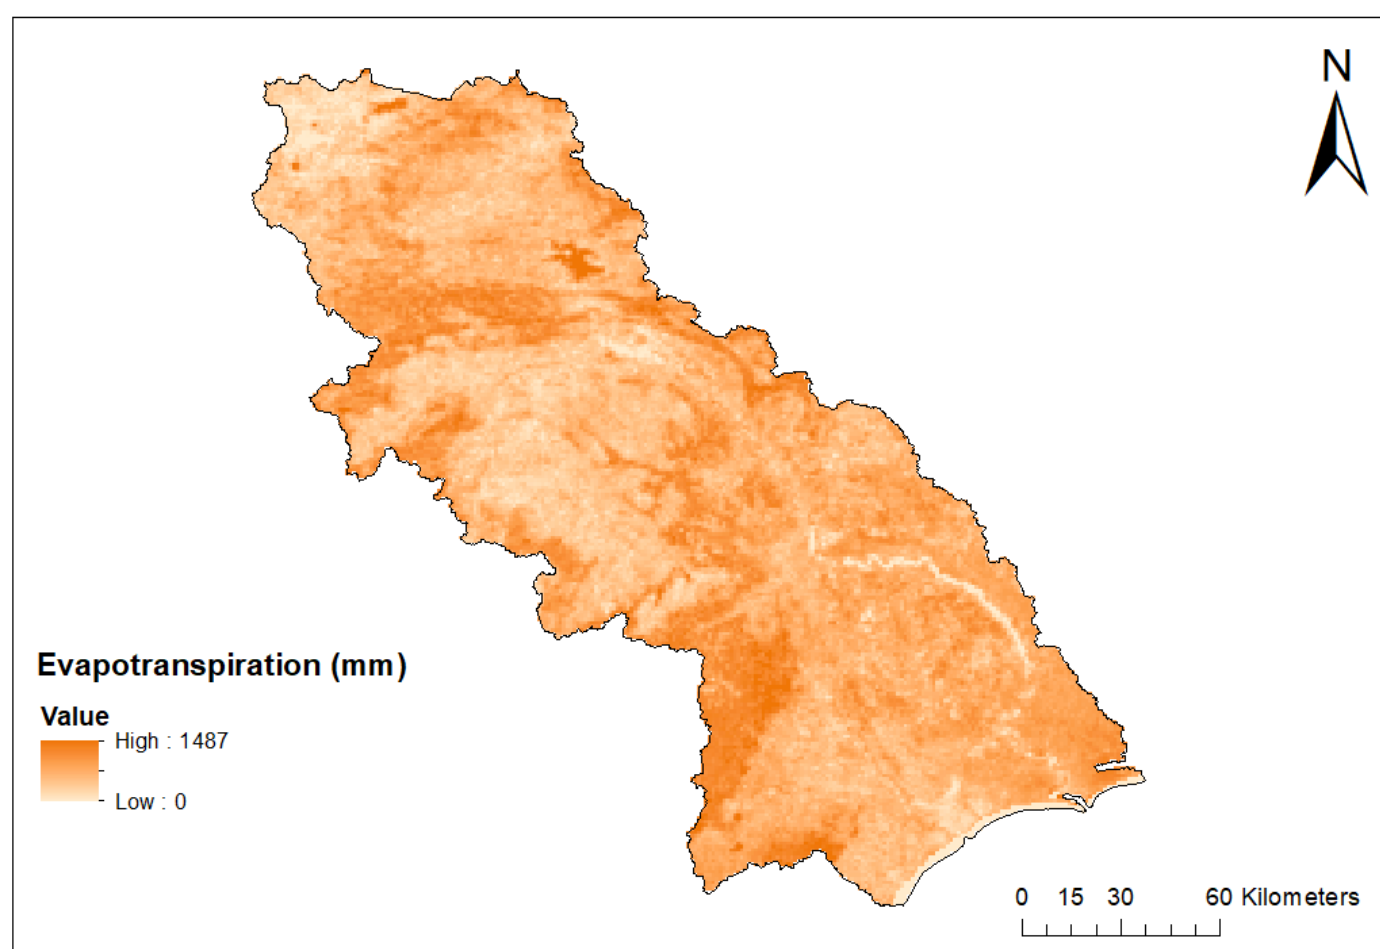 N
Evapotranspiration (mm)
Value
High : 1487
Low : 0
0 15 30 60 Kilometers